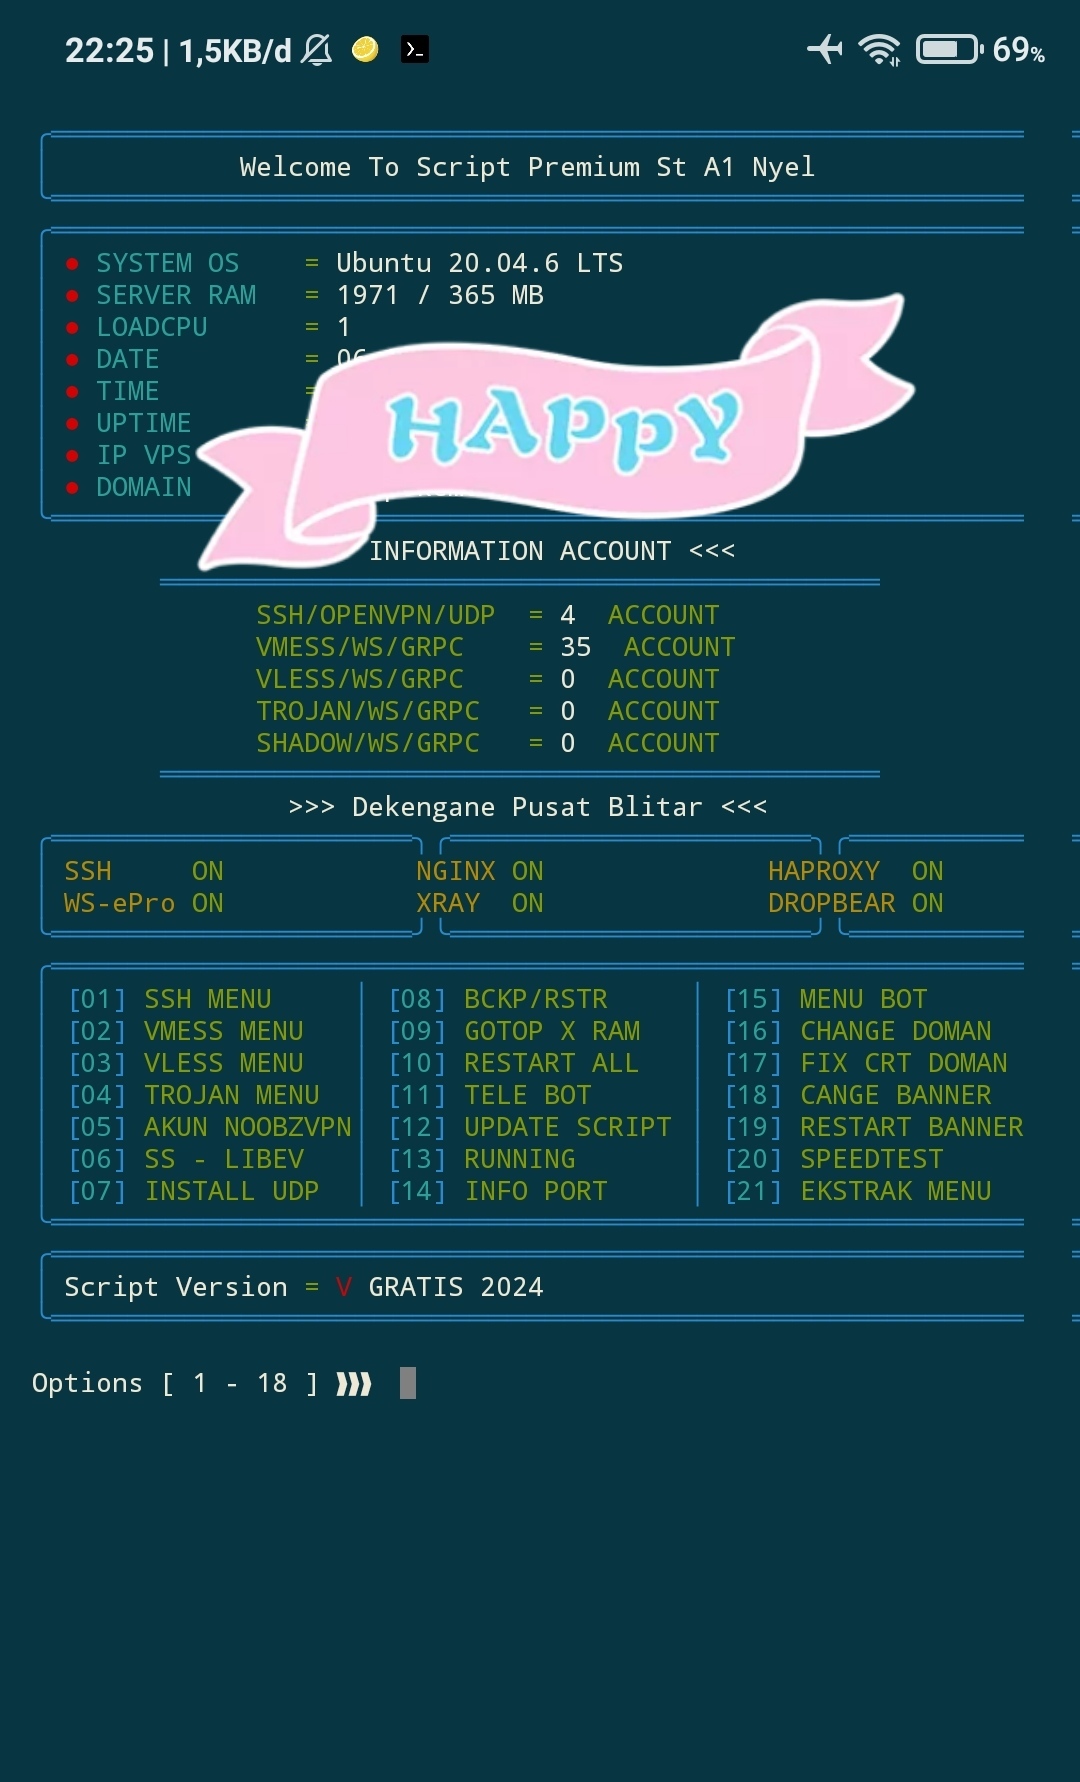 22:25 | 1,5KB/d 69%
Welcome To Script Premium St A1 Nyel
● SYSTEM OS = Ubuntu 20.04.6 LTS
● SERVER RAM = 1971 / 365 MB
● LOADCPU = 1
● DATE = 06
● TIME =
● UPTIME
● IP VPS
● DOMAIN
HAPPY
INFORMATION ACCOUNT <<<
SSH/OPENVPN/UDP = 4 ACCOUNT
VMESS/WS/GRPC = 35 ACCOUNT
VLESS/WS/GRPC = 0 ACCOUNT
TROJAN/WS/GRPC = 0 ACCOUNT
SHADOW/WS/GRPC = 0 ACCOUNT
>>> Dekengane Pusat Blitar <<<
SSH ON NGINX ON HAPROXY ON
WS-ePro ON XRAY ON DROPBEAR ON
[01] SSH MENU [08] BCKP/RSTR [15] MENU BOT
[02] VMESS MENU [09] GOTOP X RAM [16] CHANGE DOMAN
[03] VLESS MENU [10] RESTART ALL [17] FIX CRT DOMAN
[04] TROJAN MENU [11] TELE BOT [18] CANGE BANNER
[05] AKUN NOOBZVPN [12] UPDATE SCRIPT [19] RESTART BANNER
[06] SS - LIBEV [13] RUNNING [20] SPEEDTEST
[07] INSTALL UDP [14] INFO PORT [21] EKSTRAK MENU
Script Version = V GRATIS 2024
Options [ 1 - 18 ] ❱❱❱